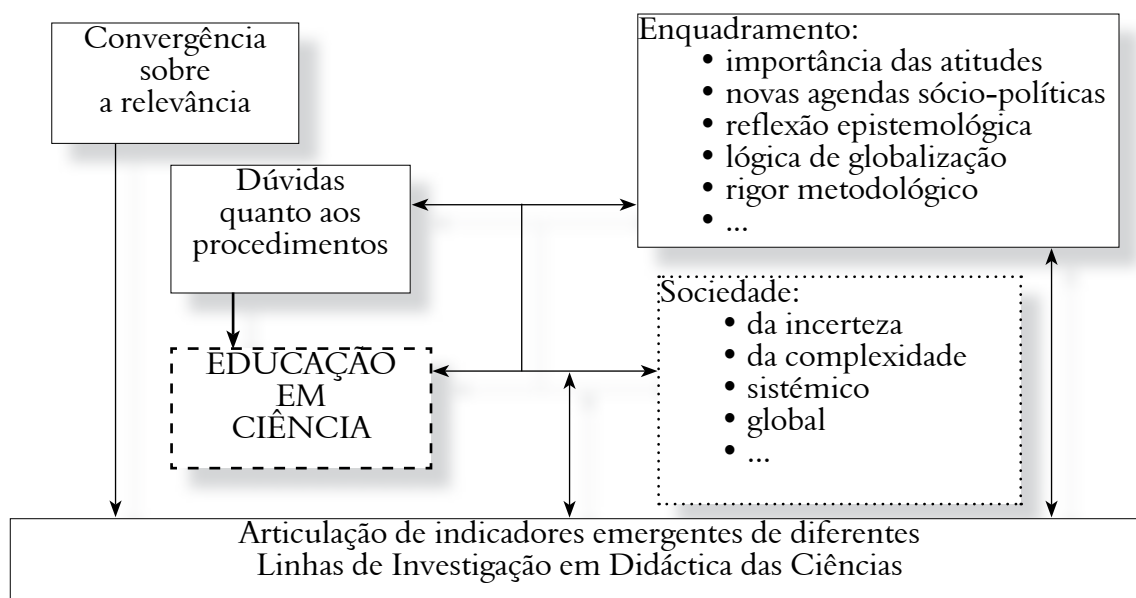 Convergência
sobre
a relevância
Dúvidas
quanto aos
procedimentos
EDUCAÇÃO
EM
CIÊNCIA
Enquadramento:
• importância das atitudes
• novas agendas sócio-políticas
• reflexão epistemológica
• lógica de globalização
• rigor metodológico
• ...
Sociedade:
• da incerteza
• da complexidade
• sistémico
• global
• ...
Articulação de indicadores emergentes de diferentes
Linhas de Investigação em Didáctica das Ciências